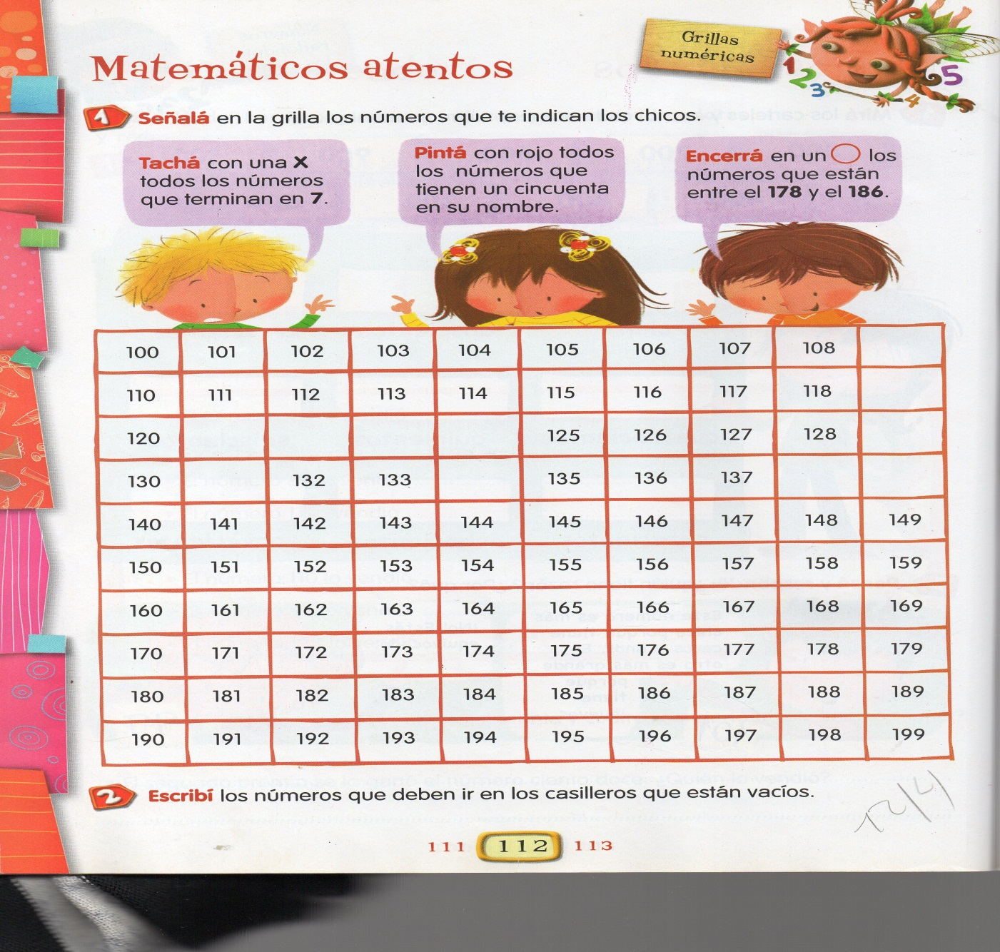 Grillas
numéricas
1 2 3 4 5
Matemáticos atentos
1 Señalá en la grilla los números que te indican los chicos.
Tachá con una X
todos los números
que terminan en 7.
Pintá con rojo todos
los números que
tienen un cincuenta
en su nombre.
Encerrá en un los
números que están
entre el 178 y el 186.
100 101 102 103 104 105 106 107 108
110 111 112 113 114 115 116 117 118
120 125 126 127 128
130 132 133 135 136 137
140 141 142 143 144 145 146 147 148 149
150 151 152 153 154 155 156 157 158 159
160 161 162 163 164 165 166 167 168 169
170 171 172 173 174 175 176 177 178 179
180 181 182 183 184 185 186 187 188 189
190 191 192 193 194 195 196 197 198 199
2 Escribí los números que deben ir en los casilleros que están vacíos.
111 112 113